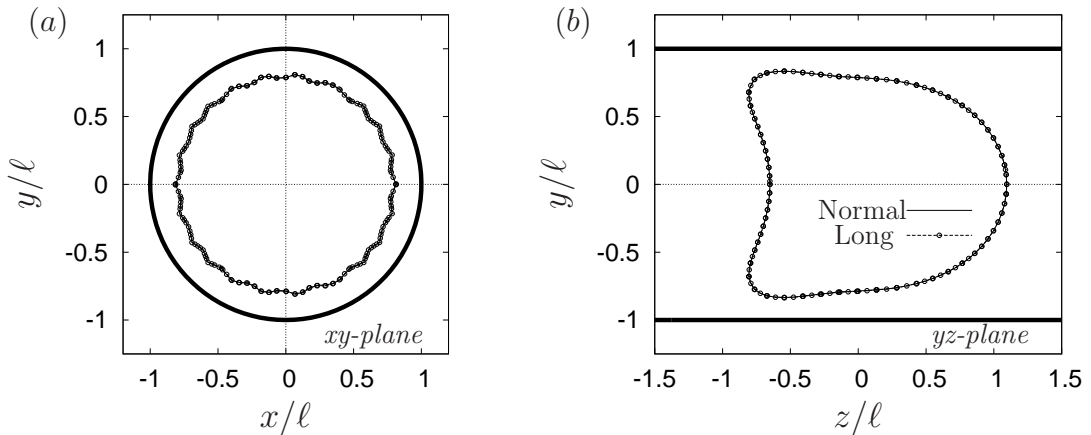 (a)
y/ℓ
1
0.5
0
-0.5
-1
-1 -0.5 0 0.5 1
x/ℓ
xy-plane
(b)
y/ℓ
1
0.5
0
-0.5
-1
-1.5 -1 -0.5 0 0.5 1 1.5
z/ℓ
Normal
Long
yz-plane